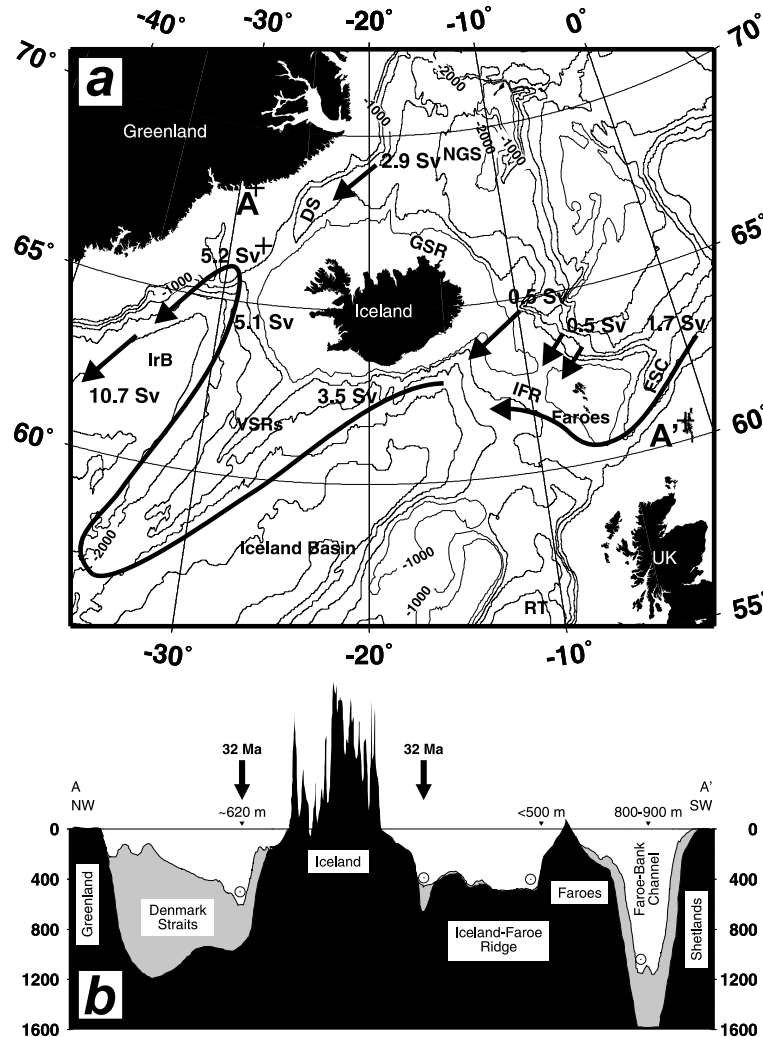 -40° -30° -20° -10° 0°
70° 70°
a
Greenland
-2000
-1000
-2000
-1000
NGS
2.9 Sv
DS
A
GSR
65° 65°
5.2 Sv
-1000
Iceland
0.5 Sv
0.5 Sv
1.7 Sv
5.1 Sv
IrB
10.7 Sv
3.5 Sv
IFR
FSC
Faroes
VSRs
A'
60° 60°
-2000
Iceland Basin
-1000
-1000
UK
RT
55°
-30° -20° -10°
32 Ma 32 Ma
A A'
NW SW
~620 m <500 m 800-900 m
0 0
400 400
800 800
1200 1200
1600 1600
Greenland
Denmark
Straits
Iceland
Iceland-Faroe
Ridge
Faroes
Faroe-Bank
Channel
Shetlands
b